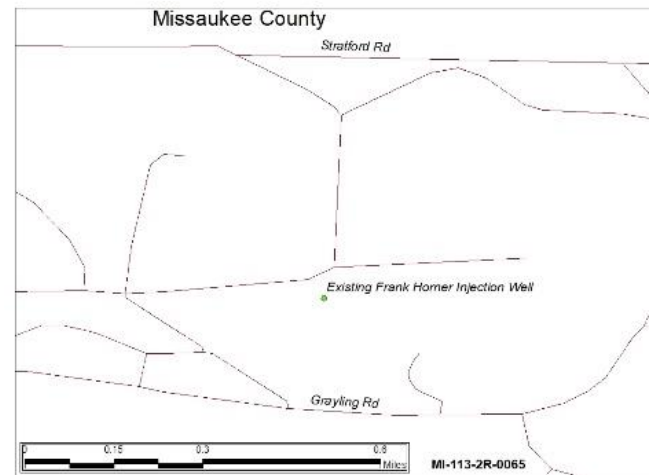 Missaukee County
Stratford Rd
Existing Frank Horner Injection Well
Grayling Rd
0 0.15 0.3 0.6
Miles
MI-113-2R-0065